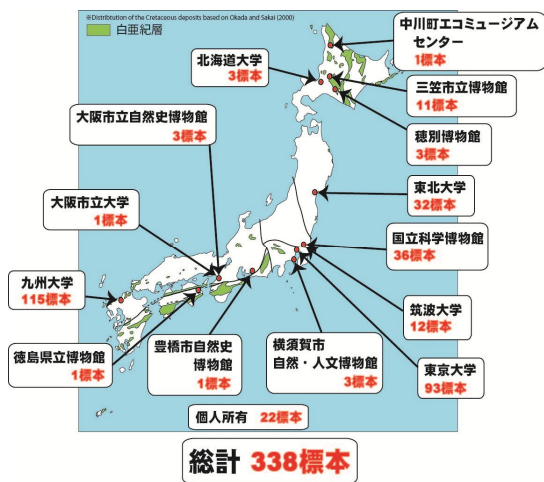 ※Distribtution of the Cretaceous deposits based on Okada and Sakai (2000)
白亜紀層
中川町エコミュージアム
センター
1標本
北海道大学
3標本
三笠市立博物館
11標本
大阪市立自然史博物館
3標本
穂別博物館
3標本
東北大学
32標本
大阪市立大学
1標本
国立科学博物館
36標本
九州大学
115標本
筑波大学
12標本
徳島県立博物館
1標本
豊橋市自然史
博物館
1標本
横須賀市
自然・人文博物館
3標本
東京大学
93標本
個人所有 22標本
総計 338標本